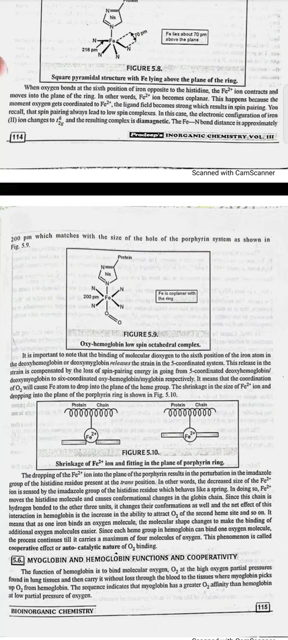 Protein
N
Nε
N
N
N
70 pm
218 pm
Fe lies about 70 pm
above the plane
FIGURE 5.8.
Square pyramidal structure with Fe lying above the plane of the ring.
When oxygen bonds at the sixth position of iron opposite to the histidine, the Fe²⁺ ion contracts and
moves into the plane of the ring. In other words, Fe²⁺ ion becomes coplanar. This happens because the
moment oxygen gets coordinated to Fe²⁺, the ligand field becomes strong which results in spin pairing. You
recall, that spin pairing always lead to low spin complexes. In this case, the electronic configuration of iron
(II) ion changes to and the resulting complex is diamagnetic. The Fe—N bond distance is approximately
114
Pradeep's INORGANIC CHEMISTRY VOL. III
Scanned with CamScanner
200 pm which matches with the size of the hole of the porphyrin system as shown in
Fig. 5.9.
Protein
N
N
N
200 pm
Fe
N
N
O
O
Fe is coplanar with
the ring
FIGURE 5.9.
Oxy-hemoglobin low spin octahedral complex.
It is important to note that the binding of molecular dioxygen to the sixth position of the iron atom in
the deoxyhemoglobin or deoxymyoglobin releases the strain in the 5-coordinated system. This release in the
strain is compensated by the loss of spin-pairing energy in going from 5-coordinated deoxyhemoglobin/
deoxymyoglobin to six-coordinated oxy-hemoglobin/myoglobin respectively. It means that the coordination
of O₂ will cause Fe atom to drop into the plane of the heme group. The shrinkage in the size of Fe²⁺ ion and
dropping into the plane of the porphyrin ring is shown in Fig. 5.10.
Protein Chain
Protein Chain
Fe²⁺
Fe²⁺
FIGURE 5.10.
Shrinkage of Fe²⁺ ion and fitting in the plane of porphyrin ring.
The dropping of the Fe²⁺ ion into the plane of the porphyrin results in the perturbation in the imadazole
group of the histidine residue present at the trans position. In other words, the decreased size of the Fe²⁺
ion is sensed by the imadazole group of the histidine residue which behaves like a spring. In doing so, Fe²⁺
moves the histidine molecule and causes conformational changes in the globin chain. Since this chain is
hydrogen bonded to the other three units, it changes their conformations as well and the net effect of this
interaction in hemoglobin is the increase in the ability to attract O₂ of the second heme site and so on. It
means that as one iron binds an oxygen molecule, the molecular shape changes to make the binding of
additional oxygen molecules easier. Since each heme group in hemoglobin can bind one oxygen molecule,
the process continues till it carries a maximum of four molecules of oxygen. This phenomenon is called
cooperative effect or auto-catalytic nature of O₂ binding.
5.6. MYOGLOBIN AND HEMOGLOBIN FUNCTIONS AND COOPERATIVITY
The function of hemoglobin is to bind molecular oxygen, O₂ at the high oxygen partial pressures
found in lung tissues and then carry it without loss through the blood to the tissues where myoglobin picks
up O₂ from hemoglobin. The sequence indicates that myoglobin has a greater O₂ affinity than hemoglobin
at low partial pressure of oxygen.
BIOINORGANIC CHEMISTRY
115